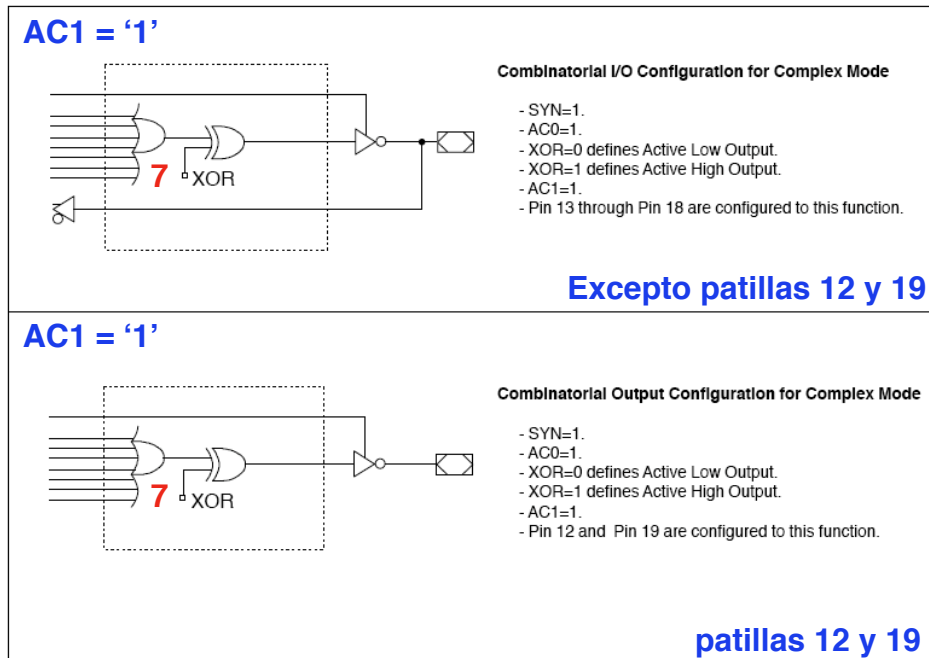 AC1 = ‘1’
Combinatorial I/O Configuration for Complex Mode
- SYN=1.
- AC0=1.
- XOR=0 defines Active Low Output.
- XOR=1 defines Active High Output.
- AC1=1.
- Pin 13 through Pin 18 are configured to this function.
7 XOR
Excepto patillas 12 y 19
AC1 = ‘1’
Combinatorial Output Configuration for Complex Mode
- SYN=1.
- AC0=1.
- XOR=0 defines Active Low Output.
- XOR=1 defines Active High Output.
- AC1=1.
- Pin 12 and Pin 19 are configured to this function.
7 XOR
patillas 12 y 19